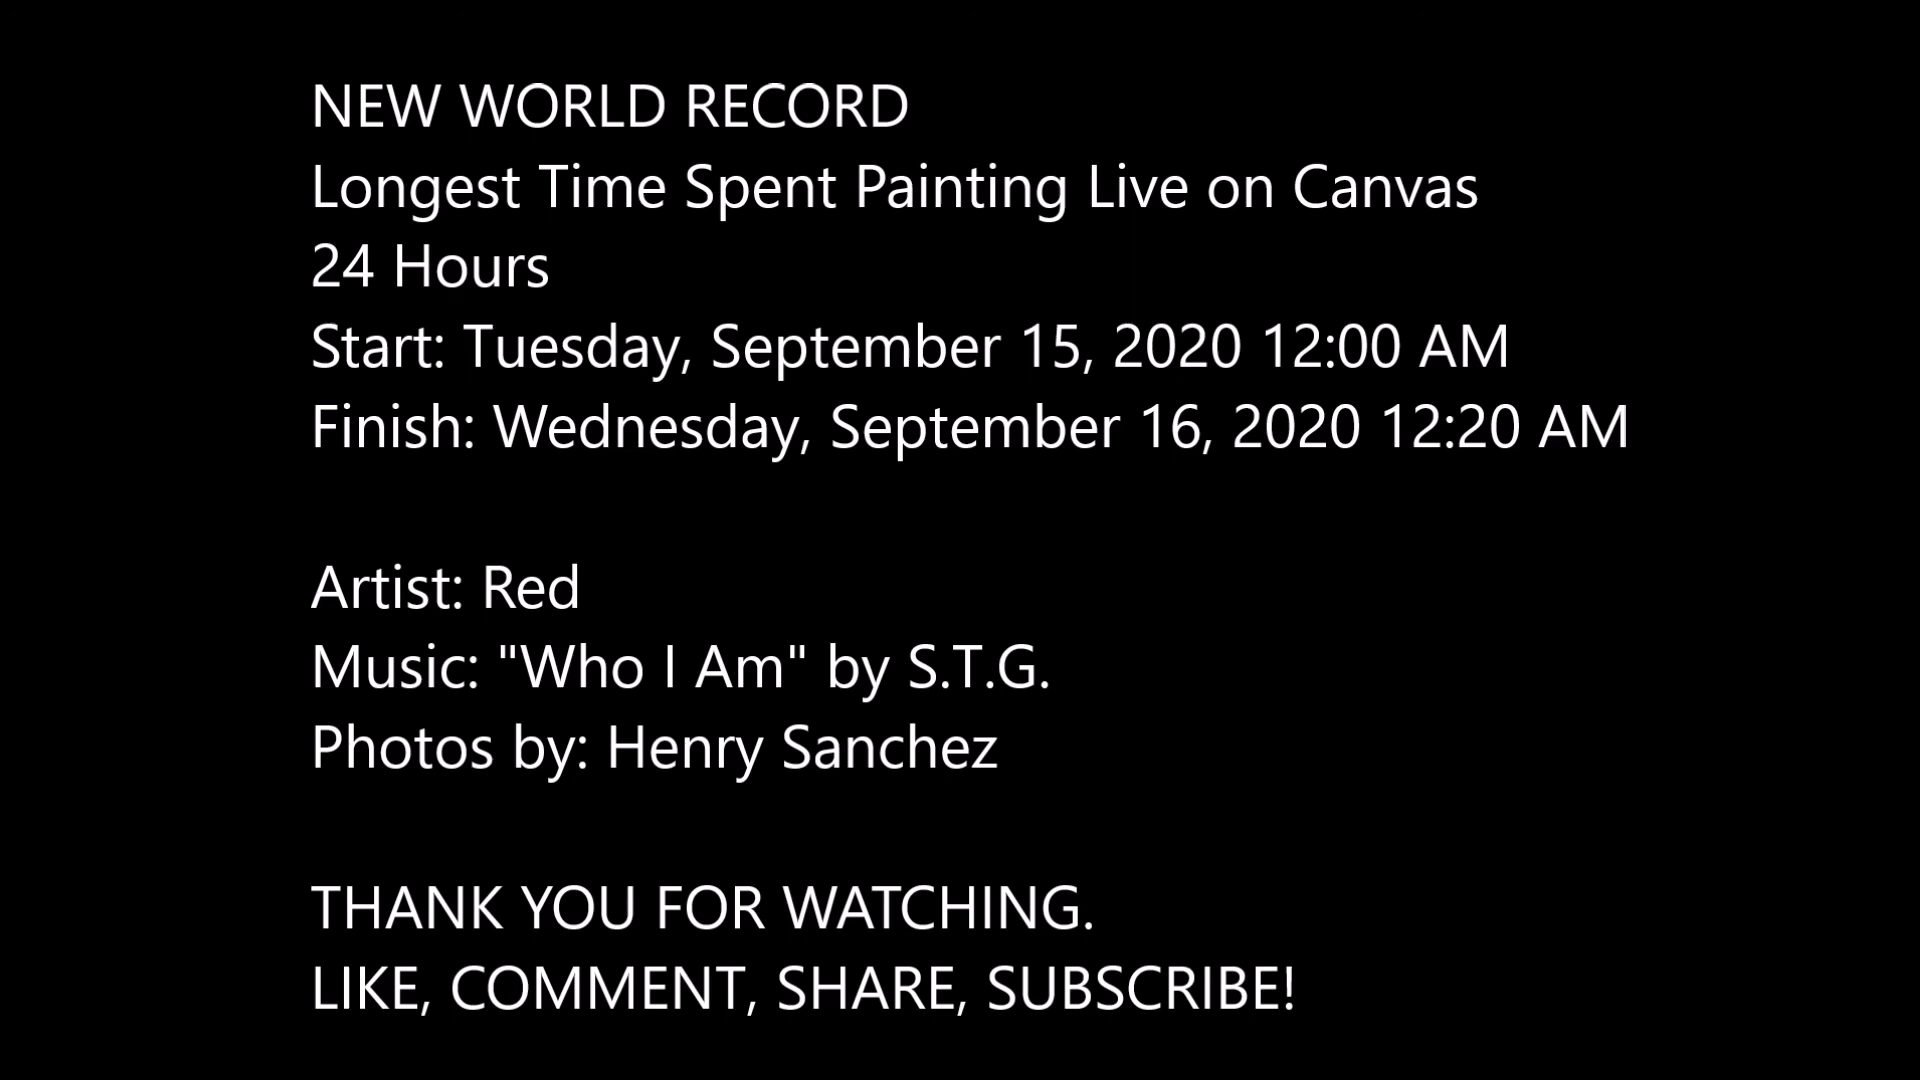 NEW WORLD RECORD
Longest Time Spent Painting Live on Canvas
24 Hours
Start: Tuesday, September 15, 2020 12:00 AM
Finish: Wednesday, September 16, 2020 12:20 AM
Artist: Red
Music: "Who I Am" by S.T.G.
Photos by: Henry Sanchez
THANK YOU FOR WATCHING.
LIKE, COMMENT, SHARE, SUBSCRIBE!